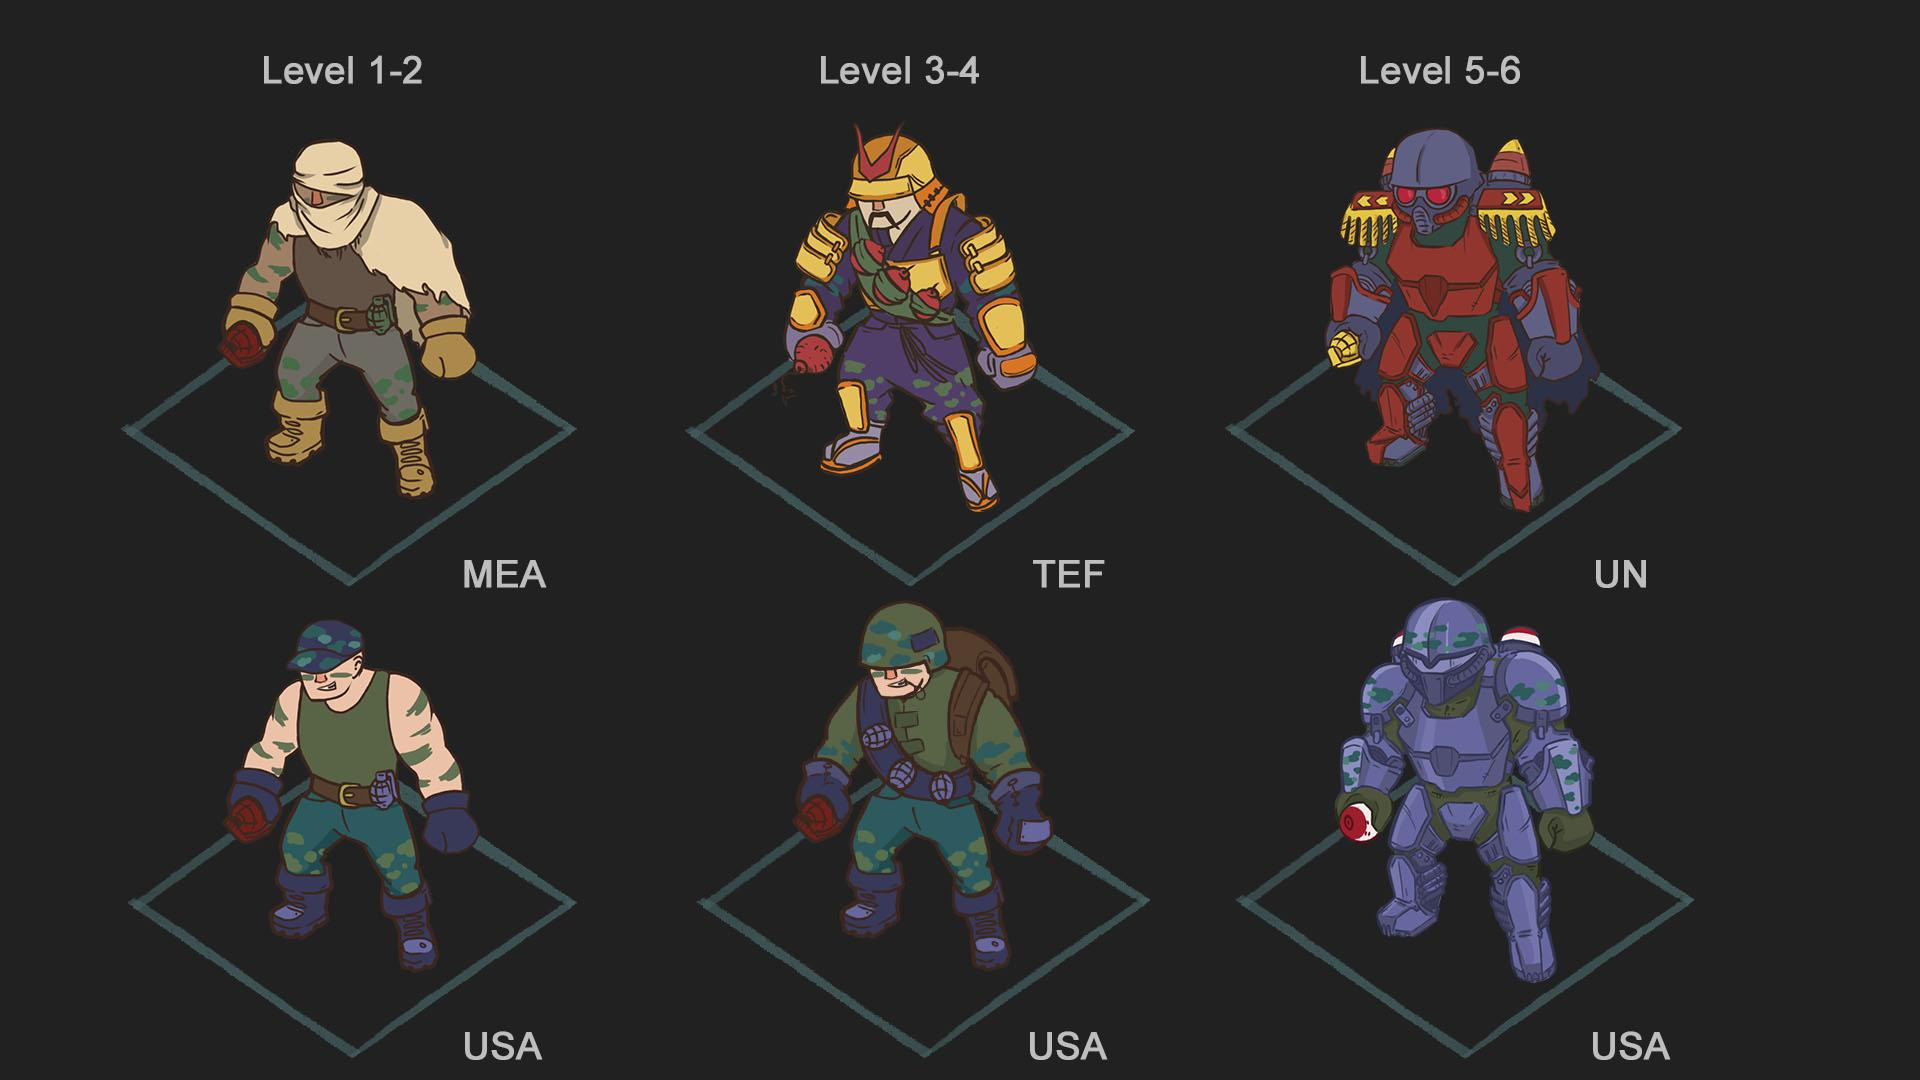 Level 1-2
Level 3-4
Level 5-6
MEA
TEF
UN
USA
USA
USA